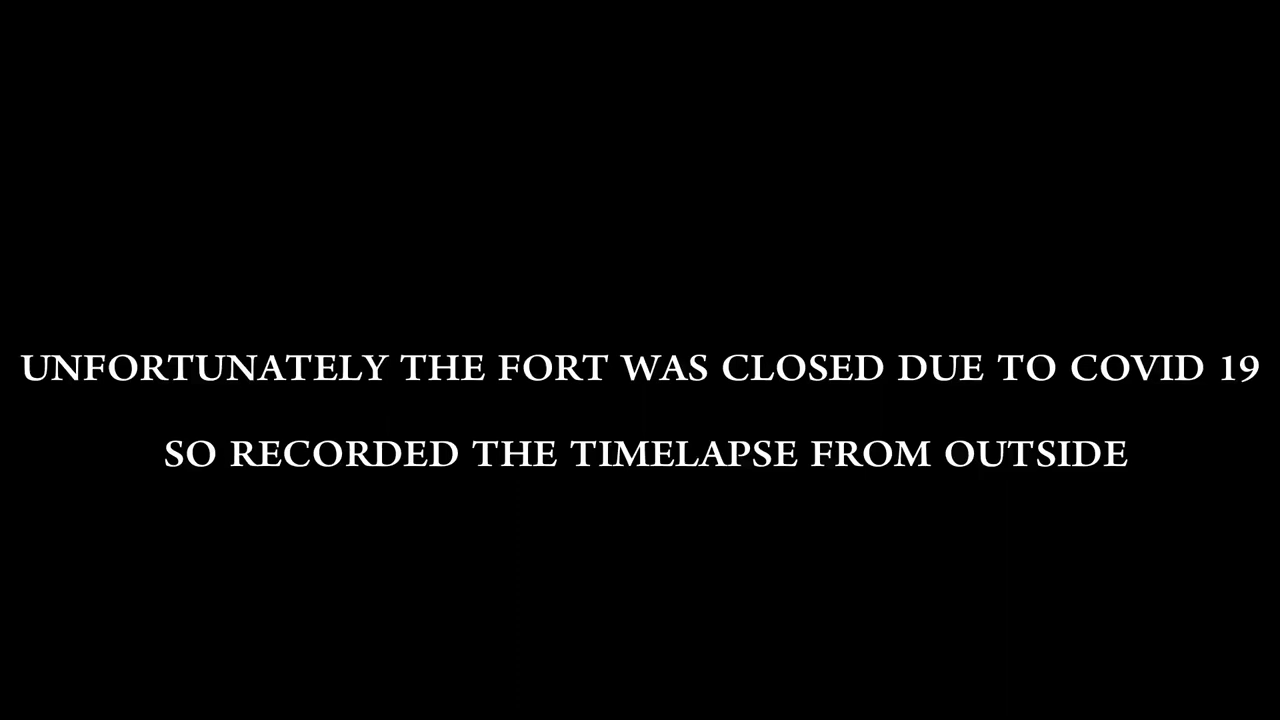 UNFORTUNATELY THE FORT WAS CLOSED DUE TO COVID 19
SO RECORDED THE TIMELAPSE FROM OUTSIDE